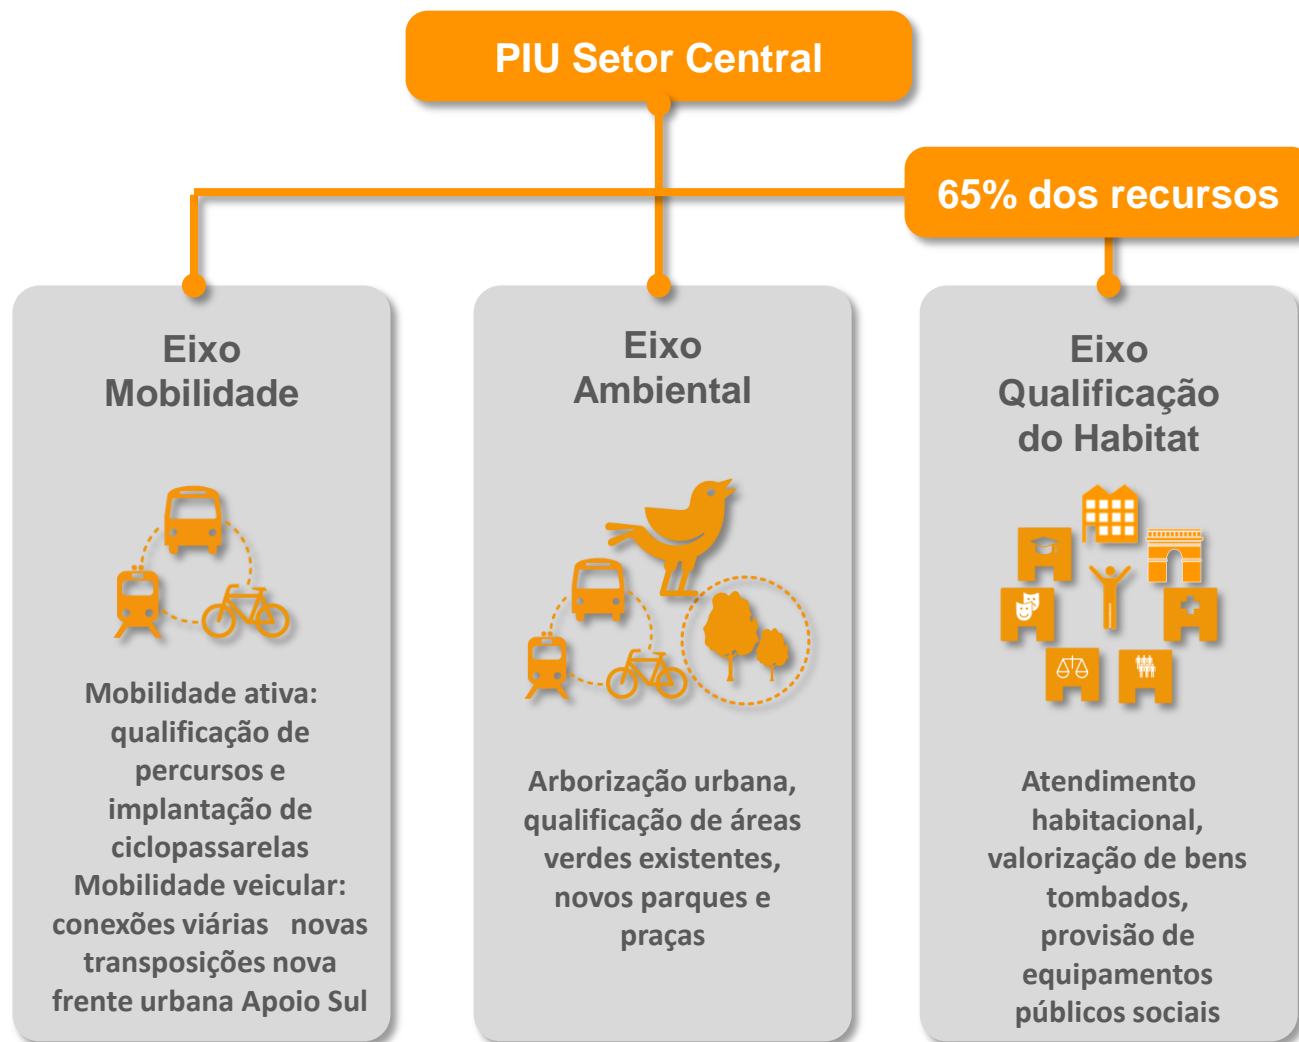 PIU Setor Central
65% dos recursos
Eixo
Mobilidade
Mobilidade ativa:
qualificação de
percursos e
implantação de
ciclopassarelas
Mobilidade veicular:
conexões viárias novas
transposições nova
frente urbana Apoio Sul
Eixo
Ambiental
Arborização urbana,
qualificação de áreas
verdes existentes,
novos parques e
praças
Eixo
Qualificação
do Habitat
Atendimento
habitacional,
valorização de bens
tombados,
provisão de
equipamentos
públicos sociais